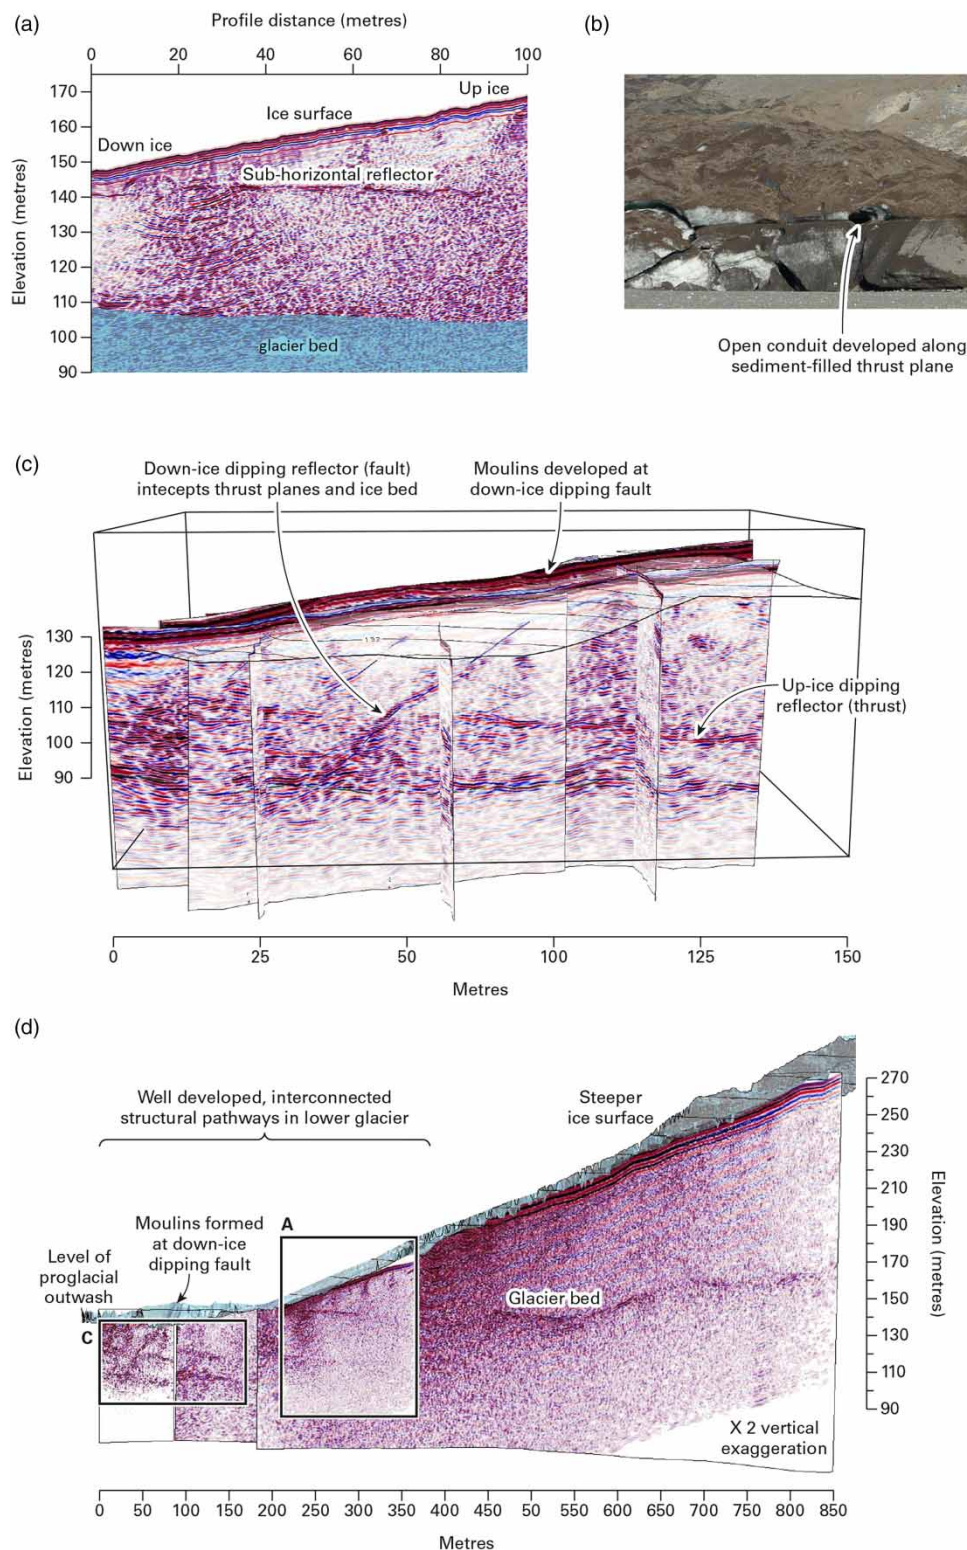 (a)
Profile distance (metres)
0 20 40 60 80 100
Up ice
Ice surface
Down ice
Sub-horizontal reflector
glacier bed
Elevation (metres)
170
160
150
140
130
120
110
100
90
(b)
Open conduit developed along
sediment-filled thrust plane
(c)
Down-ice dipping reflector (fault)
intecepts thrust planes and ice bed
Moulins developed at
down-ice dipping fault
Up-ice dipping
reflector (thrust)
Elevation (metres)
130
120
110
100
90
0 25 50 100 125 150
Metres
(d)
Well developed, interconnected
structural pathways in lower glacier
Steeper
ice surface
Moulins formed
at down-ice
dipping fault
Level of
proglacial
outwash
A
C
Glacier bed
X 2 vertical
exaggeration
270
250
230
210
190
170
150
130
110
90
Elevation (metres)
0 50 100 150 200 250 300 350 400 450 500 550 600 650 700 750 800 850
Metres